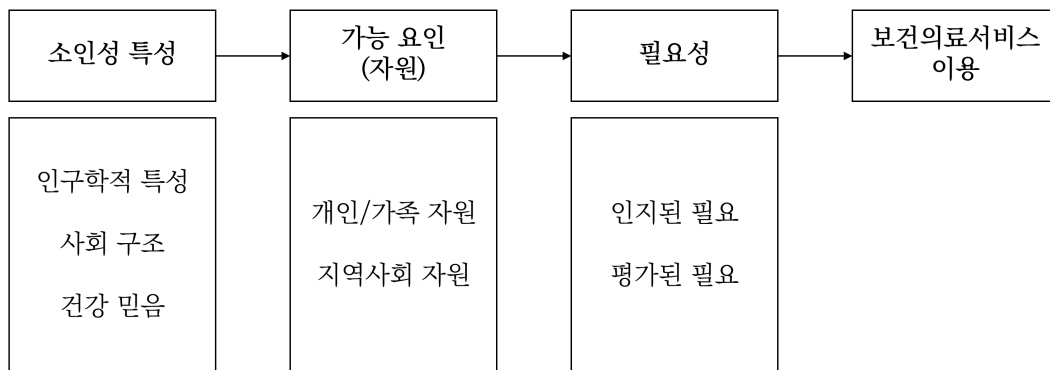 소인성 특성
가능 요인
(자원)
필요성
보건의료서비스
이용
인구학적 특성
사회 구조
건강 믿음
개인/가족 자원
지역사회 자원
인지된 필요
평가된 필요